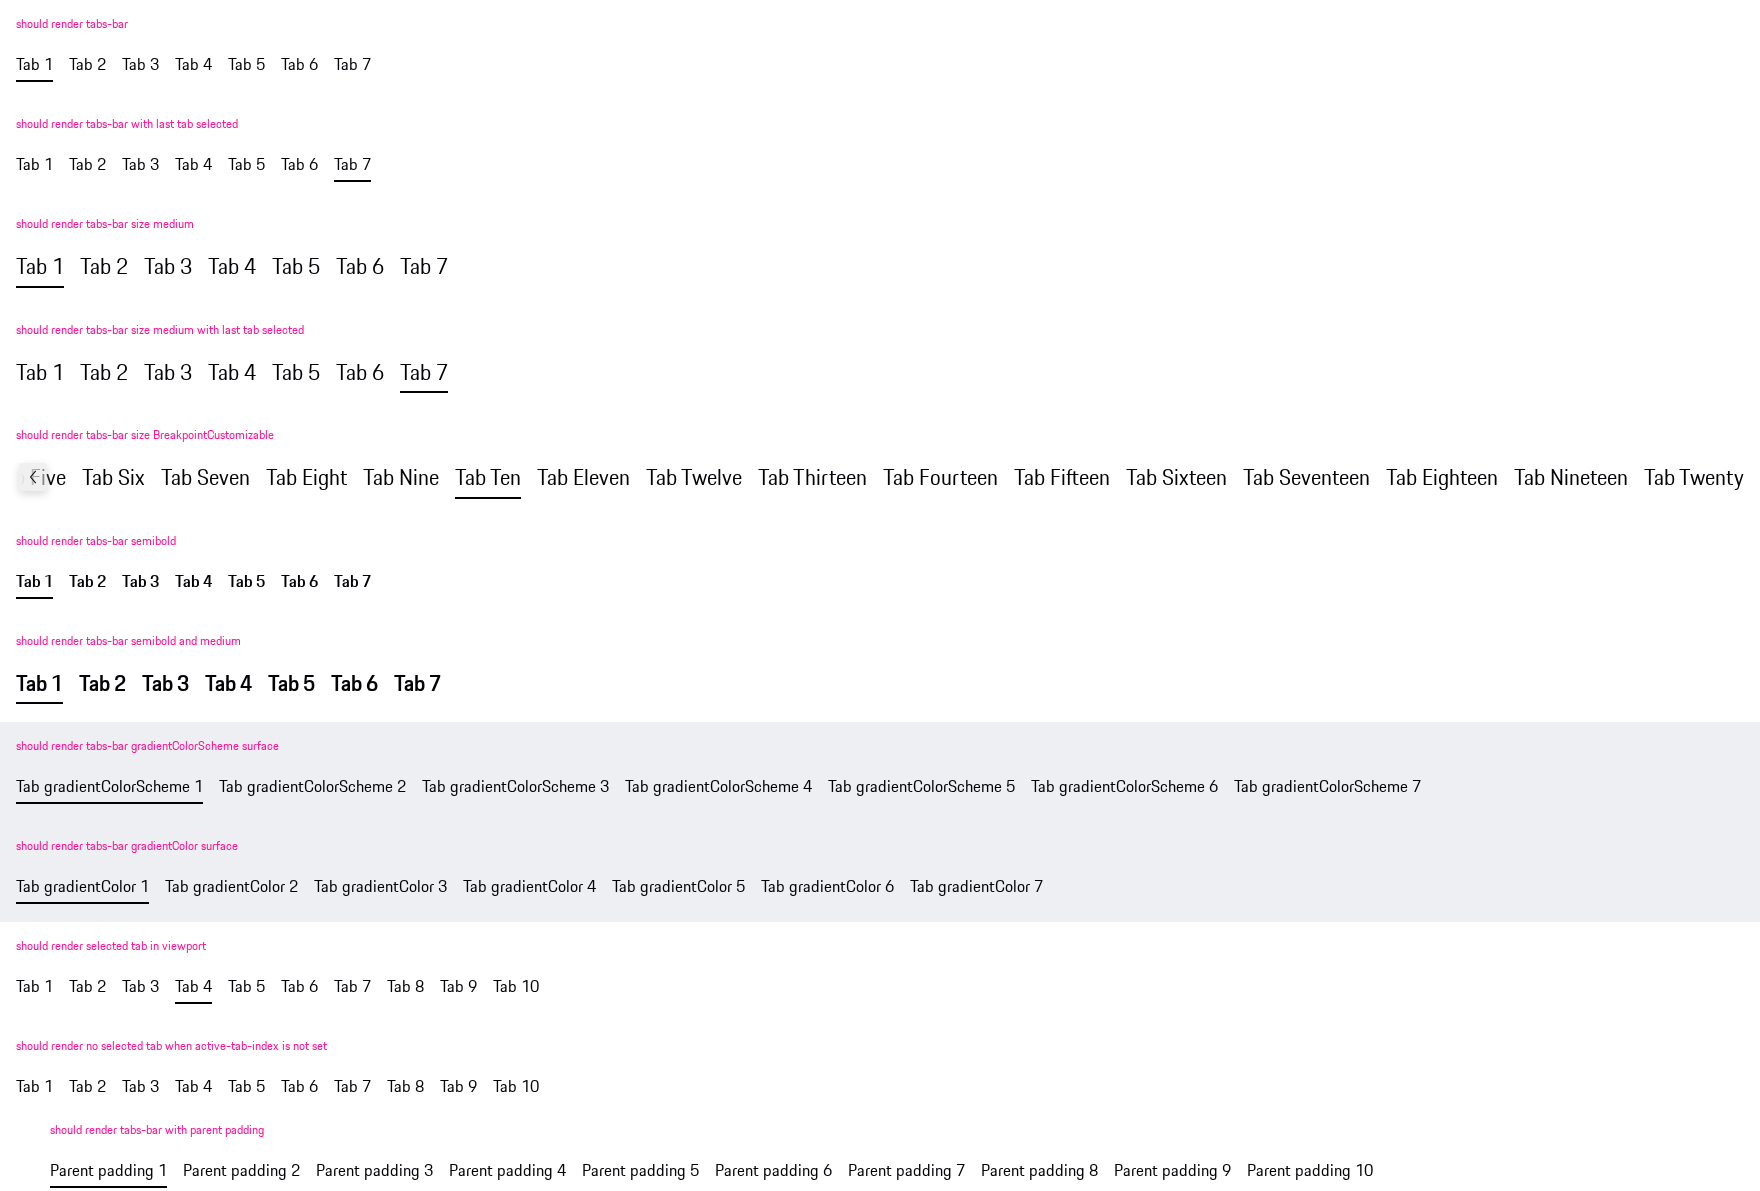 should render tabs-bar
Tab 1 Tab 2 Tab 3 Tab 4 Tab 5 Tab 6 Tab 7
should render tabs-bar with last tab selected
Tab 1 Tab 2 Tab 3 Tab 4 Tab 5 Tab 6 Tab 7
should render tabs-bar size medium
Tab 1 Tab 2 Tab 3 Tab 4 Tab 5 Tab 6 Tab 7
should render tabs-bar size medium with last tab selected
Tab 1 Tab 2 Tab 3 Tab 4 Tab 5 Tab 6 Tab 7
should render tabs-bar size BreakpointCustomizable
Five Tab Six Tab Seven Tab Eight Tab Nine Tab Ten Tab Eleven Tab Twelve Tab Thirteen Tab Fourteen Tab Fifteen Tab Sixteen Tab Seventeen Tab Eighteen Tab Nineteen Tab Twenty
should render tabs-bar semibold
Tab 1 Tab 2 Tab 3 Tab 4 Tab 5 Tab 6 Tab 7
should render tabs-bar semibold and medium
Tab 1 Tab 2 Tab 3 Tab 4 Tab 5 Tab 6 Tab 7
should render tabs-bar gradientColorScheme surface
Tab gradientColorScheme 1 Tab gradientColorScheme 2 Tab gradientColorScheme 3 Tab gradientColorScheme 4 Tab gradientColorScheme 5 Tab gradientColorScheme 6 Tab gradientColorScheme 7
should render tabs-bar gradientColor surface
Tab gradientColor 1 Tab gradientColor 2 Tab gradientColor 3 Tab gradientColor 4 Tab gradientColor 5 Tab gradientColor 6 Tab gradientColor 7
should render selected tab in viewport
Tab 1 Tab 2 Tab 3 Tab 4 Tab 5 Tab 6 Tab 7 Tab 8 Tab 9 Tab 10
should render no selected tab when active-tab-index is not set
Tab 1 Tab 2 Tab 3 Tab 4 Tab 5 Tab 6 Tab 7 Tab 8 Tab 9 Tab 10
should render tabs-bar with parent padding
Parent padding 1 Parent padding 2 Parent padding 3 Parent padding 4 Parent padding 5 Parent padding 6 Parent padding 7 Parent padding 8 Parent padding 9 Parent padding 10